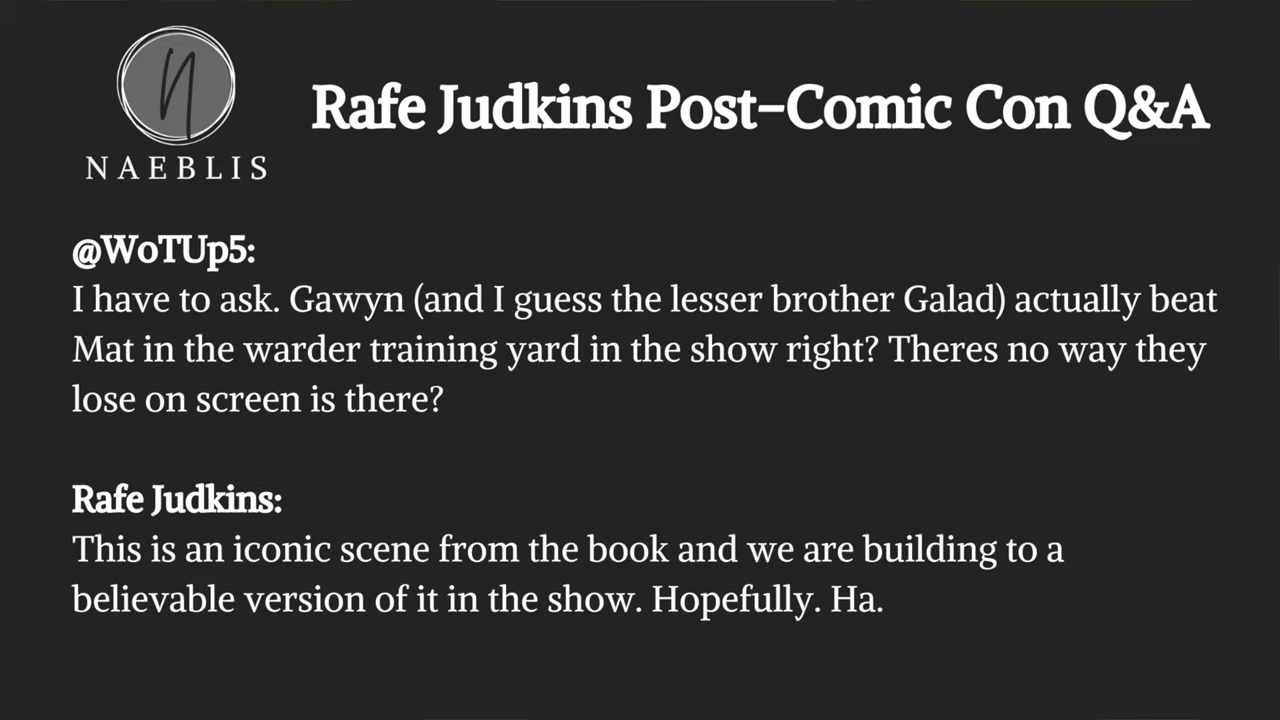 n
NAEBLIS
Rafe Judkins Post-Comic Con Q&A
@WoTUp5:
I have to ask. Gawyn (and I guess the lesser brother Galad) actually beat
Mat in the warder training yard in the show right? Theres no way they
lose on screen is there?
Rafe Judkins:
This is an iconic scene from the book and we are building to a
believable version of it in the show. Hopefully. Ha.